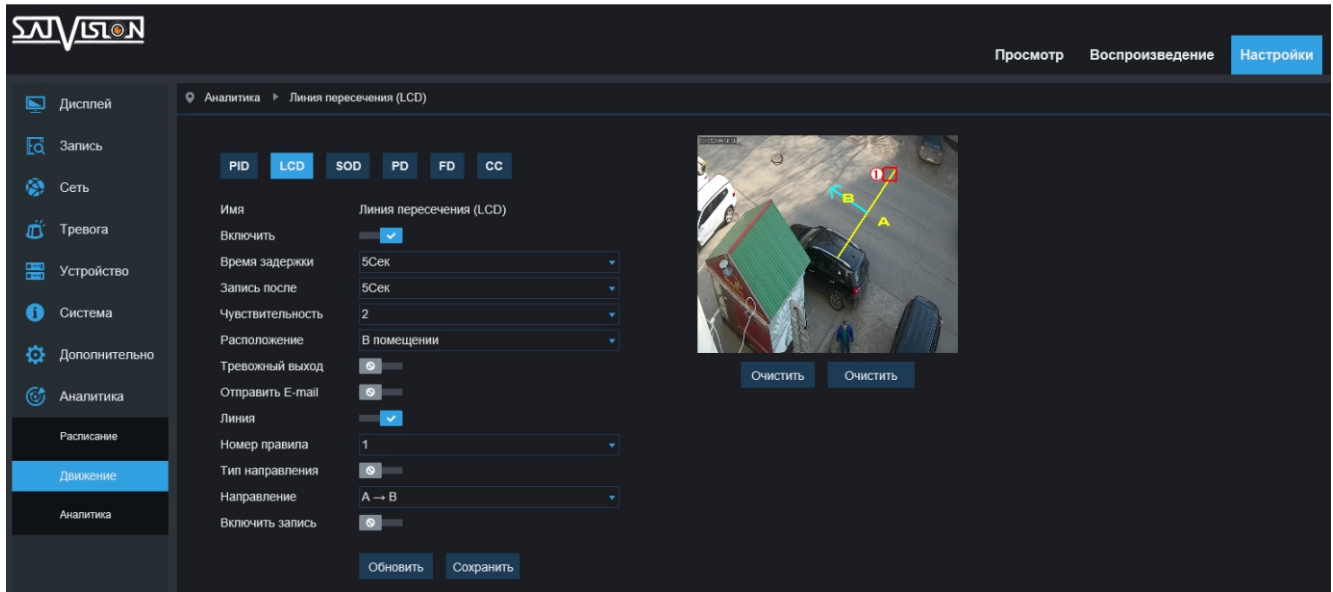 SATVISION
Просмотр Воспроизведение Настройки
Дисплей
Запись
Сеть
Тревога
Устройство
Система
Дополнительно
Аналитика
Расписание
Движение
Аналитика
Аналитика Линия пересечения (LCD)
PID LCD SOD PD FD CC
Имя Линия пересечения (LCD)
Включить
Время задержки 5Сек
Запись после 5Сек
Чувствительность 2
Расположение В помещении
Тревожный выход
Отправить E-mail
Линия
Номер правила 1
Тип направления
Направление A → B
Включить запись
Обновить Сохранить
1
B
A
Очистить Очистить